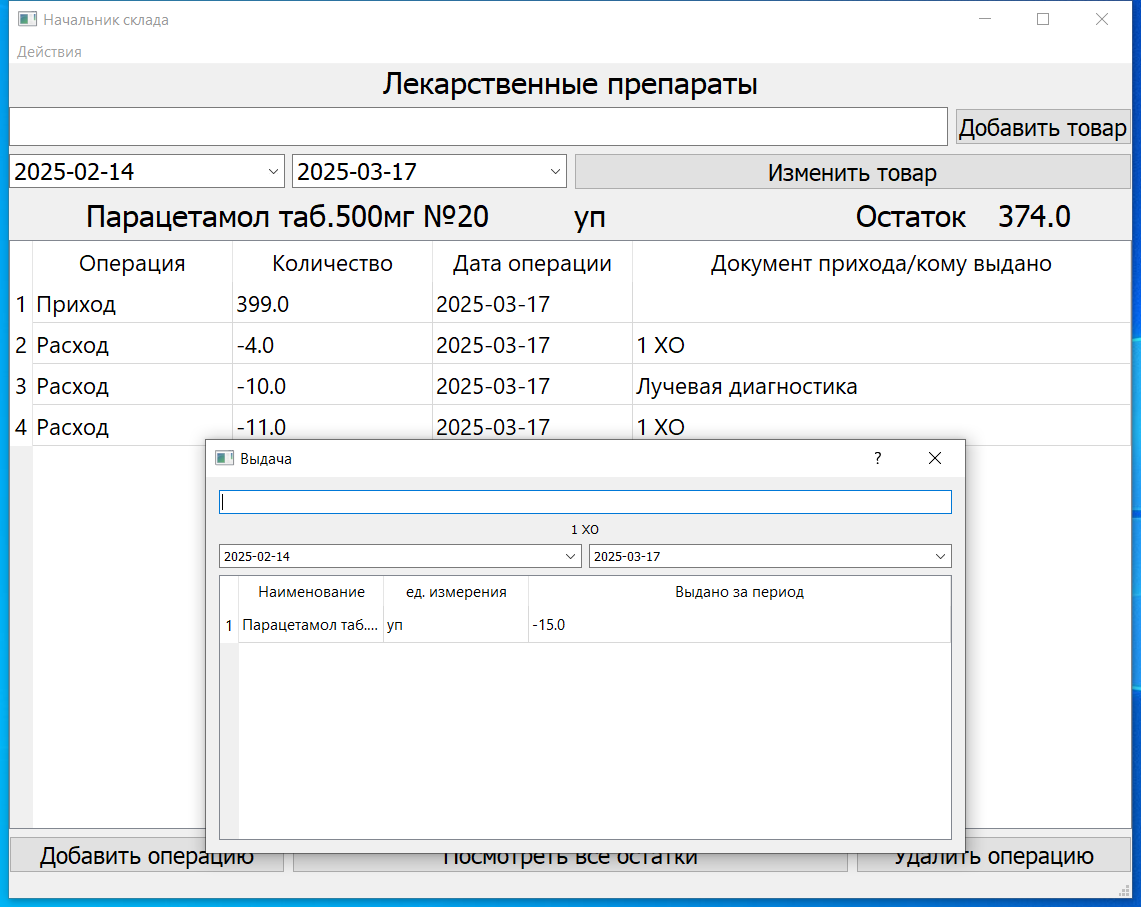 Начальник склада
Действия
Лекарственные препараты
Добавить товар
2025-02-14 2025-03-17 Изменить товар
Парацетамол таб.500мг №20 уп Остаток 374.0
Операция Количество Дата операции Документ прихода/кому выдано
1 Приход 399.0 2025-03-17
2 Расход -4.0 2025-03-17 1 ХО
3 Расход -10.0 2025-03-17 Лучевая диагностика
4 Расход -11.0 2025-03-17 1 ХО
Выдача ?
1 ХО
2025-02-14 2025-03-17
Наименование ед. измерения Выдано за период
1 Парацетамол таб.... уп -15.0
Добавить операцию Посмотреть все остатки Удалить операцию